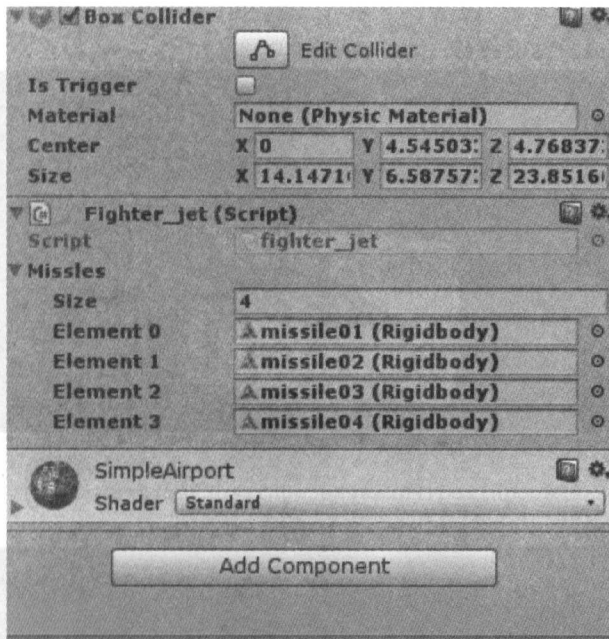 Box Collider
Edit Collider
Is Trigger
Material None (Physic Material)
Center X 0 Y 4.54503 Z 4.76837
Size X 14.1471 Y 6.58757 Z 23.8516
Fighter_jet (Script)
Script fighter_jet
Missles
Size 4
Element 0 missile01 (Rigidbody)
Element 1 missile02 (Rigidbody)
Element 2 missile03 (Rigidbody)
Element 3 missile04 (Rigidbody)
SimpleAirport
Shader Standard
Add Component